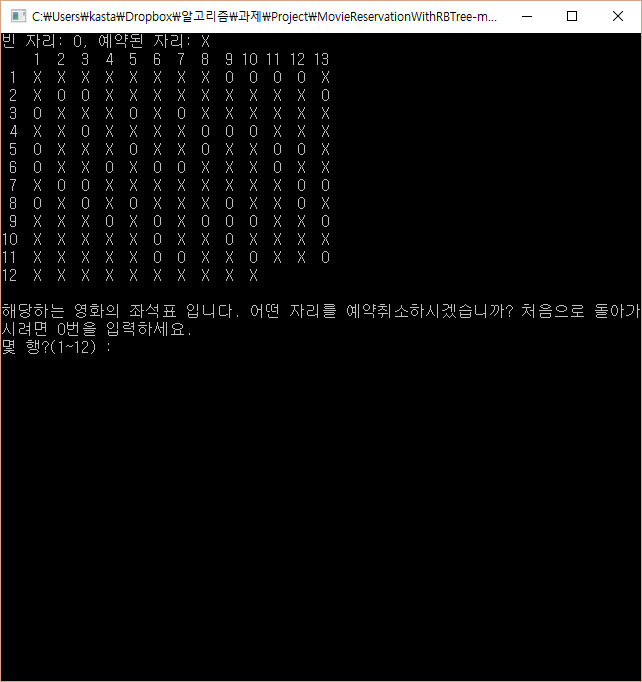 C:₩Users₩kasta₩Dropbox₩알고리즘₩과제₩Project₩MovieReservationWithRBTree-m...
빈 자리: O, 예약된 자리: X
1 2 3 4 5 6 7 8 9 10 11 12 13
1 X X X X X X X X O O O O X
2 X O O X X X X X X X X X O
3 O X X X O X O X X X X X X
4 X X O X X X X O O O X X X
5 O X X X O X O X X X O O X
6 O X O X O X O X X O X O X
7 X O O X X X X X X X X O O
8 O X O X X X X O X O X X X
9 X X X O X O X O O O X X O
10 X X X X X O X X O X X X X
11 X X X X X O O X X O X X O
12 X X X X X X X X X X
해당하는 영화의 좌석표 입니다. 어떤 자리를 예약취소하시겠습니까? 처음으로 돌아가
시려면 0번을 입력하세요.
몇 행?(1~12) :